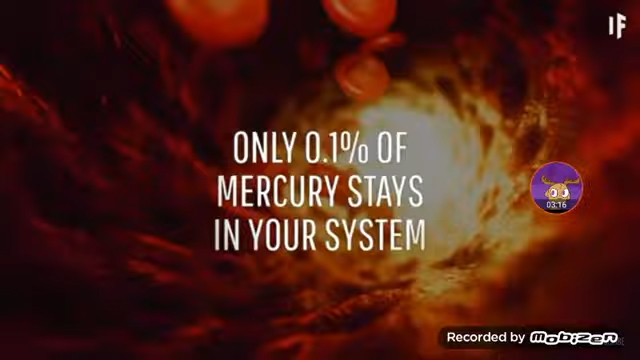 IF
ONLY 0.1% OF
MERCURY STAYS
IN YOUR SYSTEM
03:16
Recorded by Mobizen